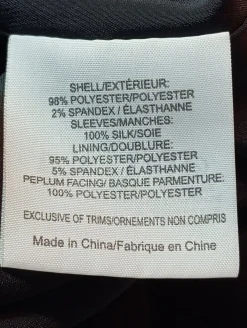 SHELL/EXTÉRIEUR:
98% POLYESTER/POLYESTER
2% SPANDEX / ÉLASTHANNE
SLEEVES/MANCHES:
100% SILK/SOIE
LINING/DOUBLURE:
95% POLYESTER/POLYESTER
5% SPANDEX / ÉLASTHANNE
PEPLUM FACING/ BASQUE PARMENTURE:
100% POLYESTER/POLYESTER
EXCLUSIVE OF TRIMS/ORNEMENTS NON COMPRIS
Made in China/Fabrique en Chine